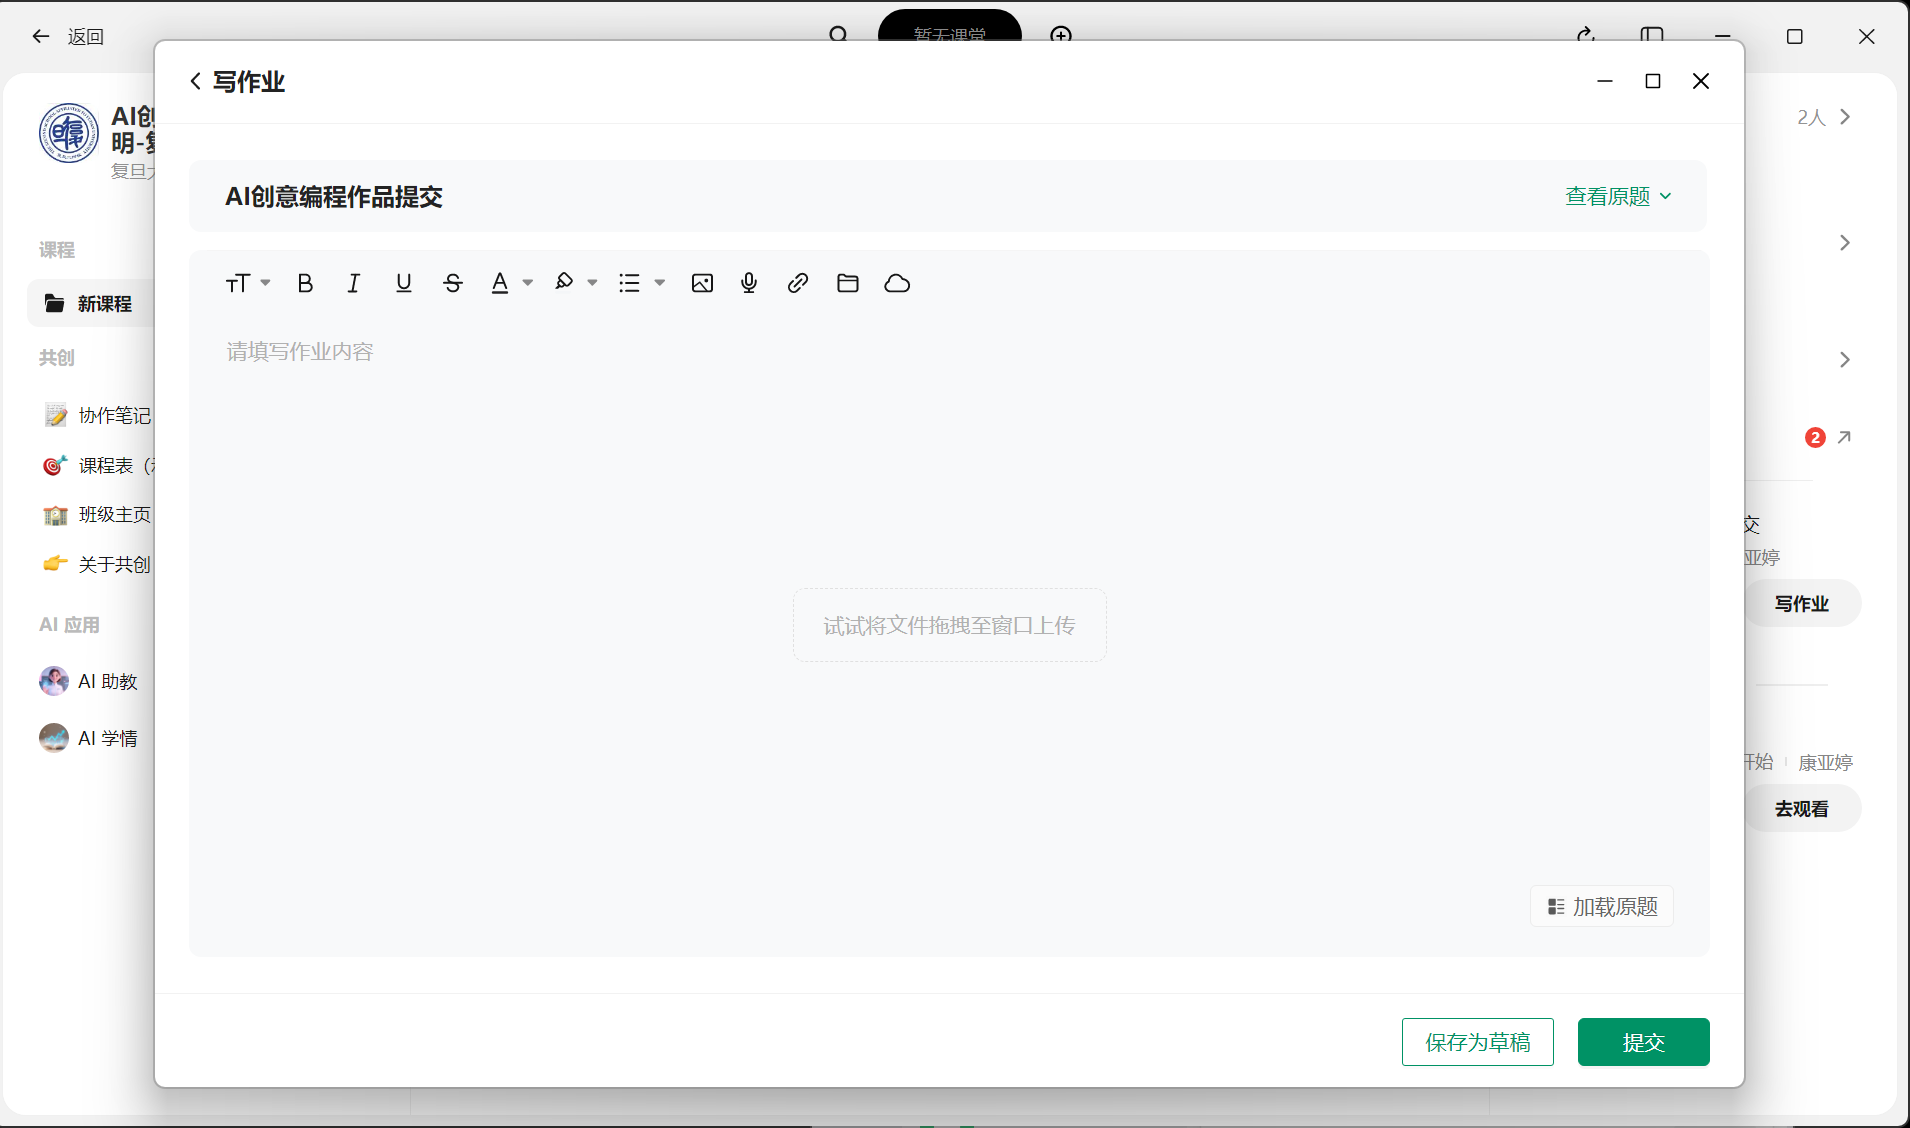 返回
暂无课堂
写作业
AI创
明-复
复旦大
2人
AI创意编程作品提交
查看原题
课程
新课程
共创
协作笔记
课程表（
班级主页
关于共创
AI 应用
AI 助教
AI 学情
请填写作业内容
试试将文件拖拽至窗口上传
加载原题
2
交
亚婷
写作业
开始
康亚婷
去观看
保存为草稿
提交